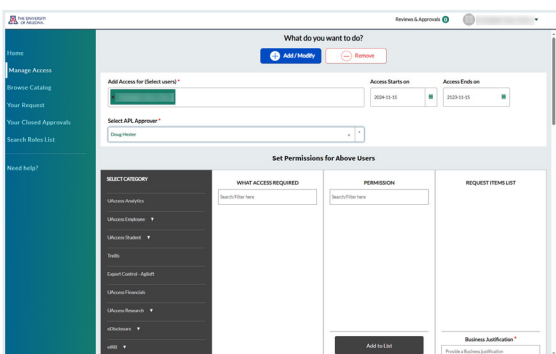 THE UNIVERSITY
OF ARIZONA
Reviews & Approvals 0
What do you want to do?
Add / Modify
Remove
Home
Manage Access
Browse Catalog
Your Request
Your Closed Approvals
Search Roles List
Need help?
Add Access for (Select users) *
Access Starts on
Access Ends on
2024-11-15
2123-11-15
Select APL Approver *
Doug Hester
Set Permissions for Above Users
SELECT CATEGORY
WHAT ACCESS REQUIRED
PERMISSION
REQUEST ITEMS LIST
Search/Filter here
Search/Filter here
UAccess Analytics
UAccess Employee
UAccess Student
Trellis
Export Control - Agiloft
UAccess Financials
UAccess Research
eDisclosure
eIRB
Add to List
Business Justification *
Provide a Business Justification